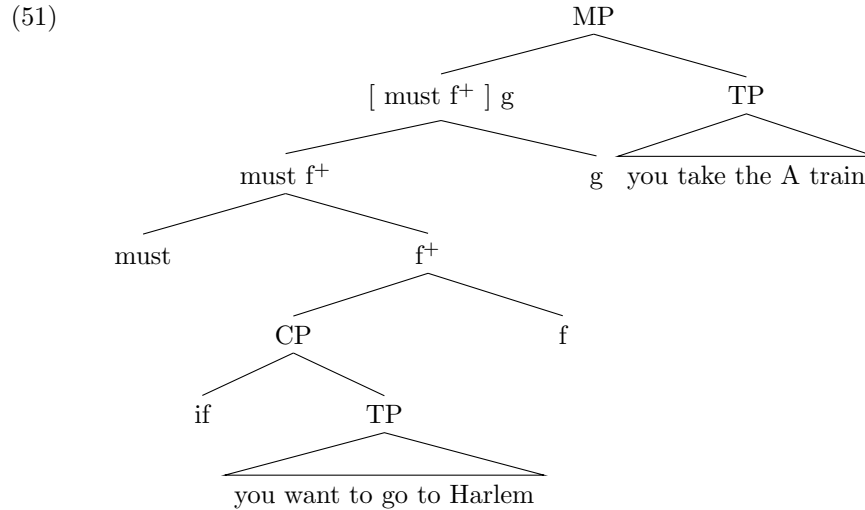 (51)
MP
[ must f⁺ ] g
TP
must f⁺
g
you take the A train
must
f⁺
CP
f
if
TP
you want to go to Harlem